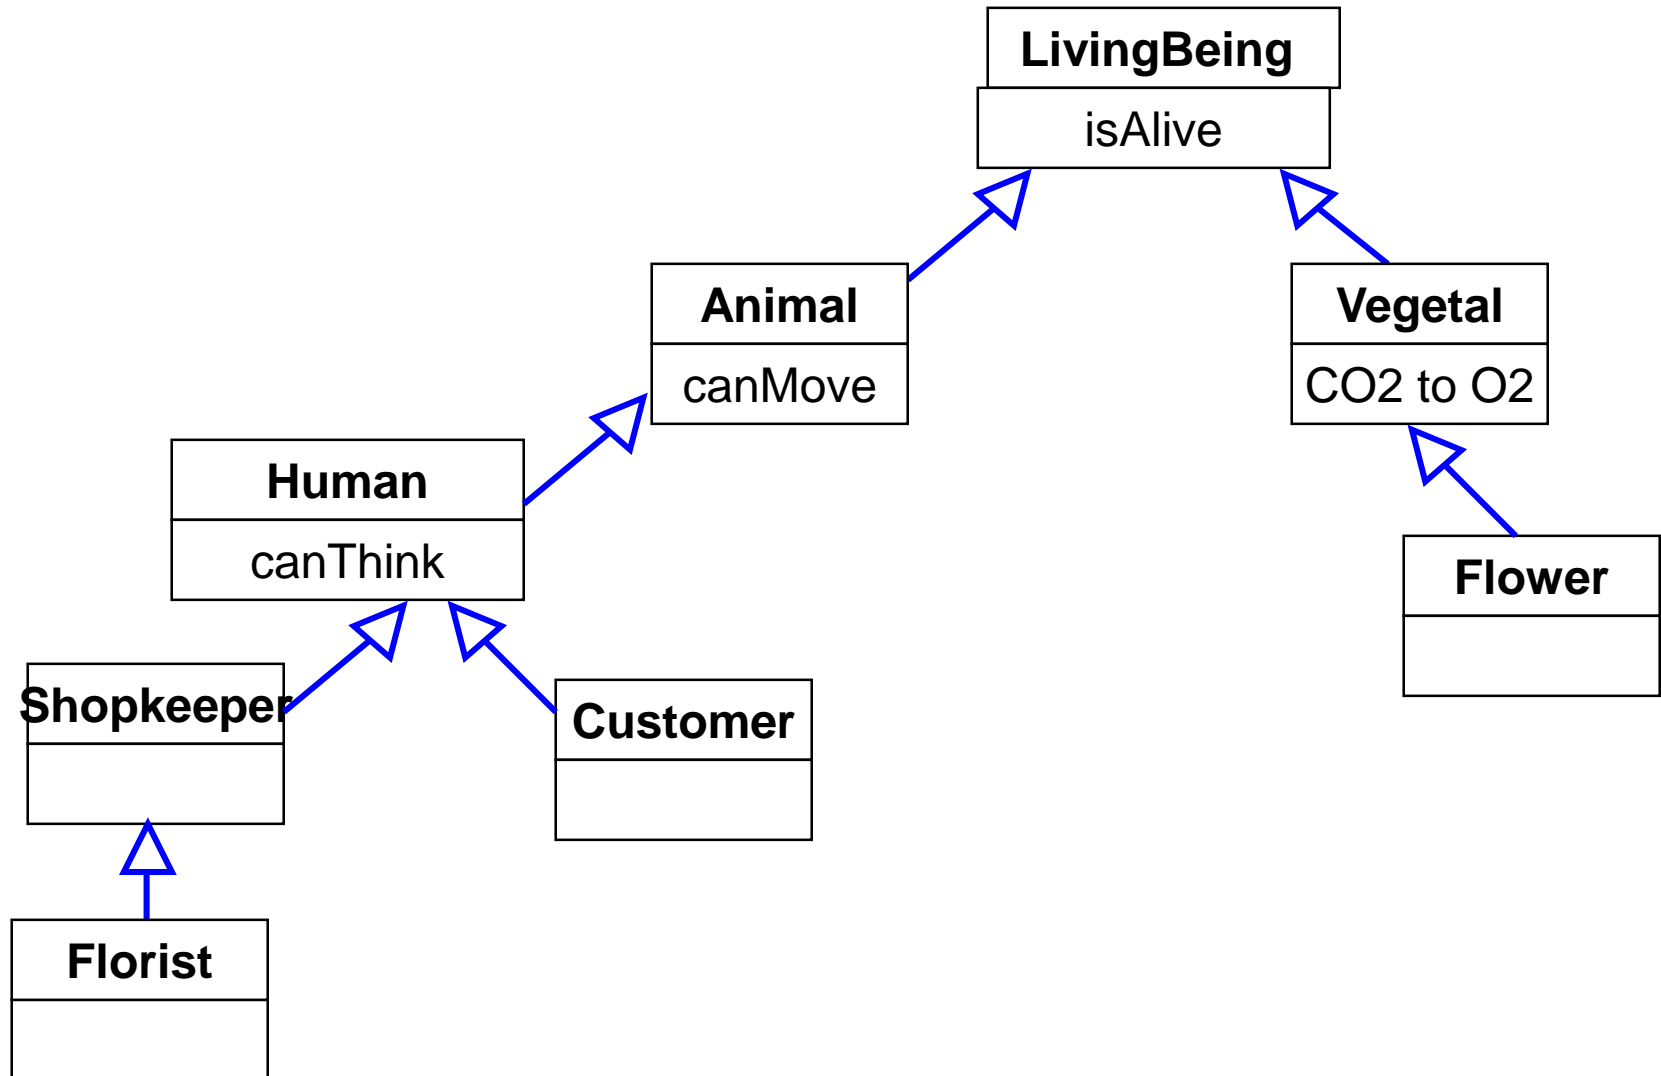 LivingBeing
isAlive
Animal
canMove
Vegetal
CO2 to O2
Human
canThink
Flower
Shopkeeper
Customer
Florist